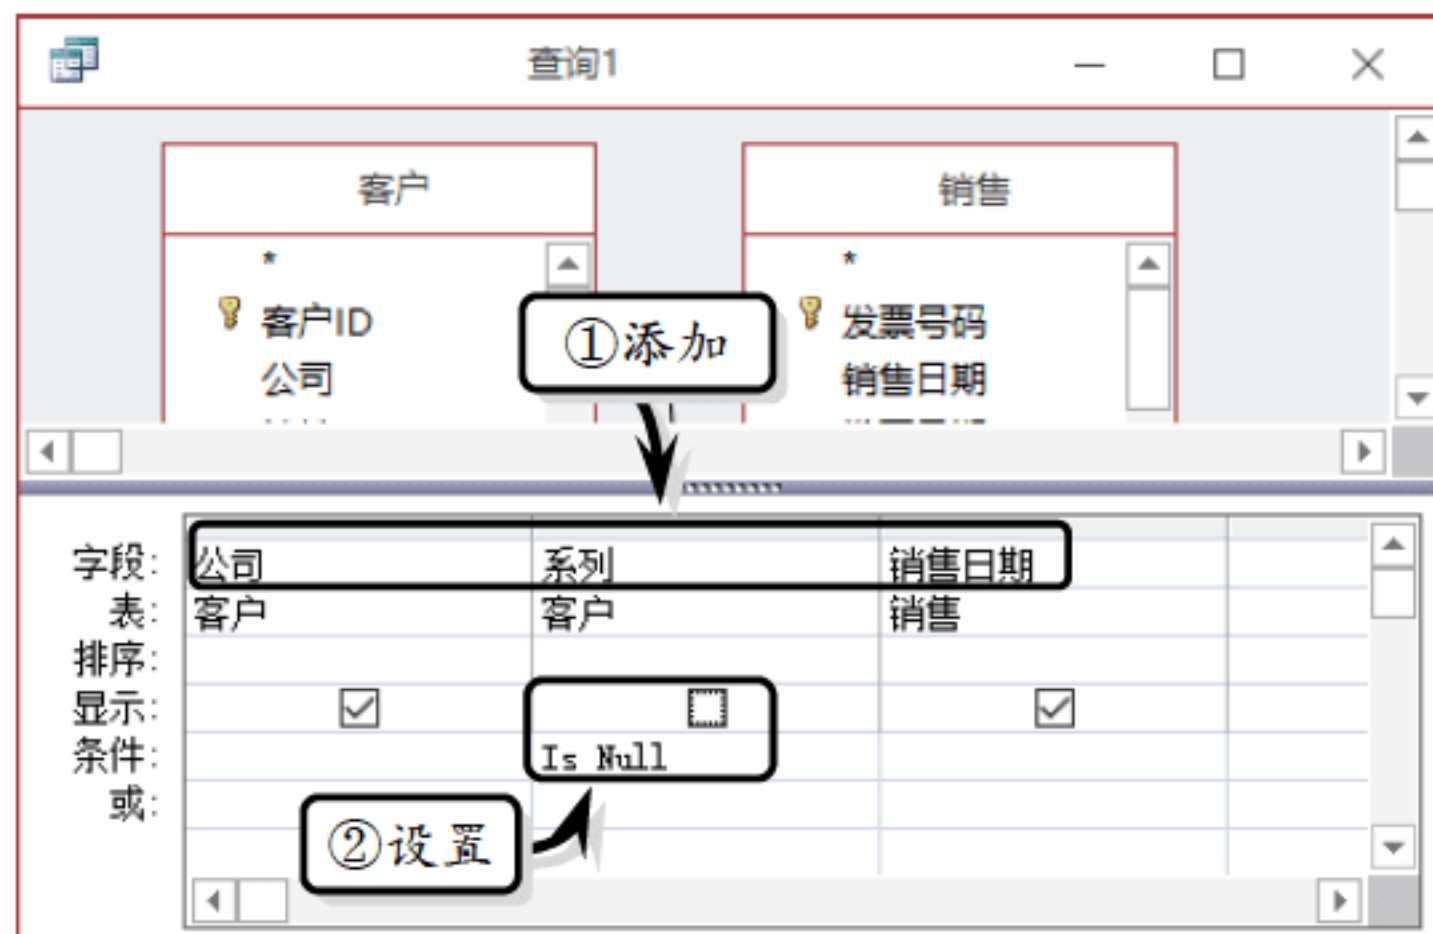 查询1
客户
销售
*
*
客户ID
发票号码
①添加
公司
销售日期
字段: 公司 系列 销售日期
表: 客户 客户 销售
排序:
显示:
条件: Is Null
或:
②设置